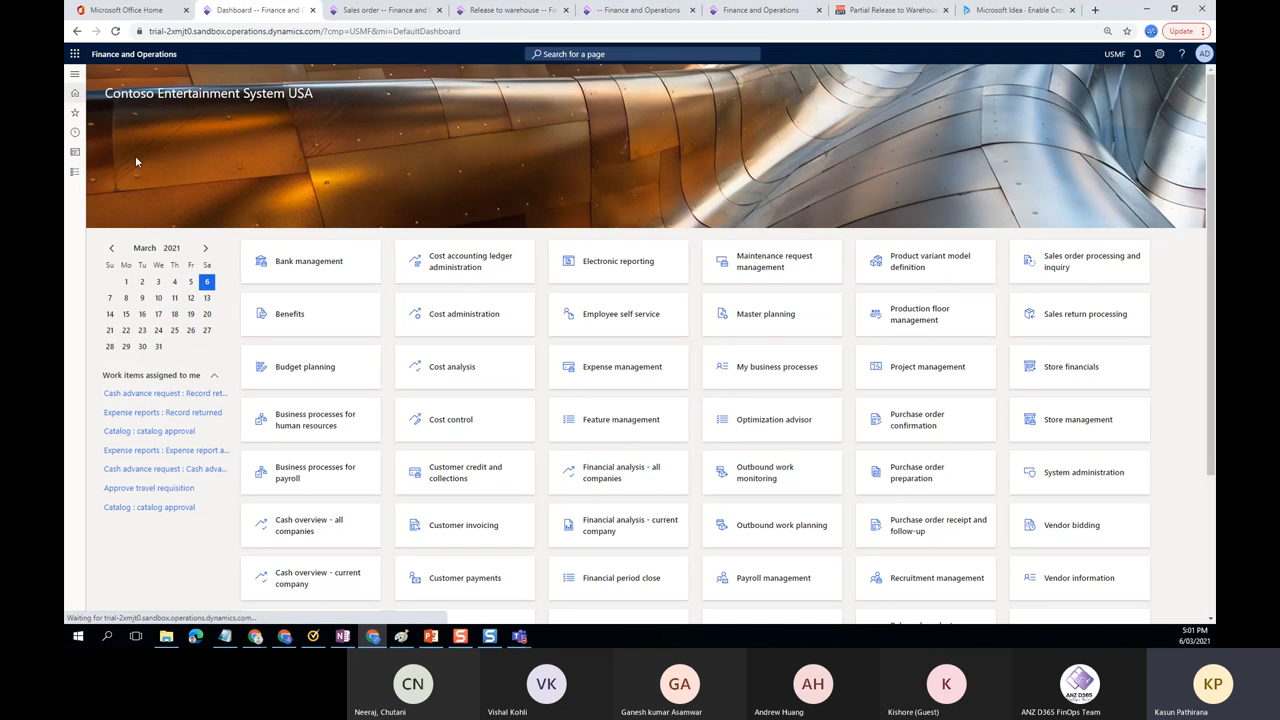 Microsoft Office Home
Dashboard -- Finance and O
Sales order -- Finance and O
Release to warehouse -- Fin
-- Finance and Operations
Finance and Operations
Partial Release to Warehou
Microsoft Idea - Enable Cro
trial-2xmjt0.sandbox.operations.dynamics.com/?cmp=USMF&mi=DefaultDashboard
Update
Finance and Operations
Search for a page
USMF
?
AD
Contoso Entertainment System USA
March 2021
Su Mo Tu We Th Fr Sa
1 2 3 4 5 6
7 8 9 10 11 12 13
14 15 16 17 18 19 20
21 22 23 24 25 26 27
28 29 30 31
Work items assigned to me
Cash advance request : Record ret...
Expense reports : Record returned
Catalog : catalog approval
Expense reports : Expense report a...
Cash advance request : Cash adva...
Approve travel requisition
Catalog : catalog approval
Bank management
Cost accounting ledger
administration
Electronic reporting
Maintenance request
management
Product variant model
definition
Sales order processing and
inquiry
Benefits
Cost administration
Employee self service
Master planning
Production floor
management
Sales return processing
Budget planning
Cost analysis
Expense management
My business processes
Project management
Store financials
Business processes for
human resources
Cost control
Feature management
Optimization advisor
Purchase order
confirmation
Store management
Business processes for
payroll
Customer credit and
collections
Financial analysis - all
companies
Outbound work
monitoring
Purchase order
preparation
System administration
Cash overview - all
companies
Customer invoicing
Financial analysis - current
company
Outbound work planning
Purchase order receipt and
follow-up
Vendor bidding
Cash overview - current
company
Customer payments
Financial period close
Payroll management
Recruitment management
Vendor information
Waiting for trial-2xmjt0.sandbox.operations.dynamics.com...
5:01 PM
6/03/2021
CN
VK
GA
AH
K
ANZ D365
KP
Neeraj, Chutani
Vishal Kohli
Ganesh kumar Asamwar
Andrew Huang
Kishore (Guest)
ANZ D365 FinOps Team
Kasun Pathirana